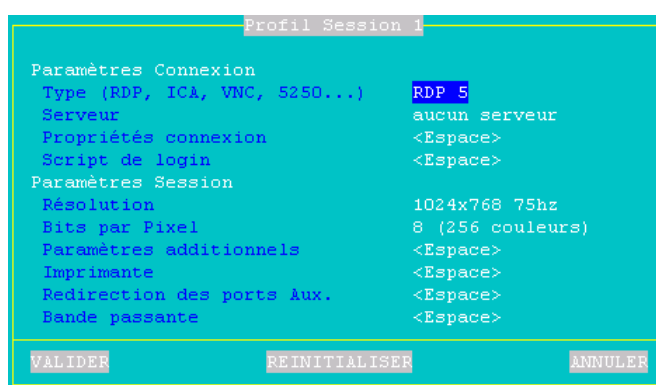 Profil Session 1
Paramètres Connexion
Type (RDP, ICA, VNC, 5250...) RDP 5
Serveur aucun serveur
Propriétés connexion <Espace>
Script de login <Espace>
Paramètres Session
Résolution 1024x768 75hz
Bits par Pixel 8 (256 couleurs)
Paramètres additionnels <Espace>
Imprimante <Espace>
Redirection des ports Aux. <Espace>
Bande passante <Espace>
VALIDER REINITIALISER ANNULER